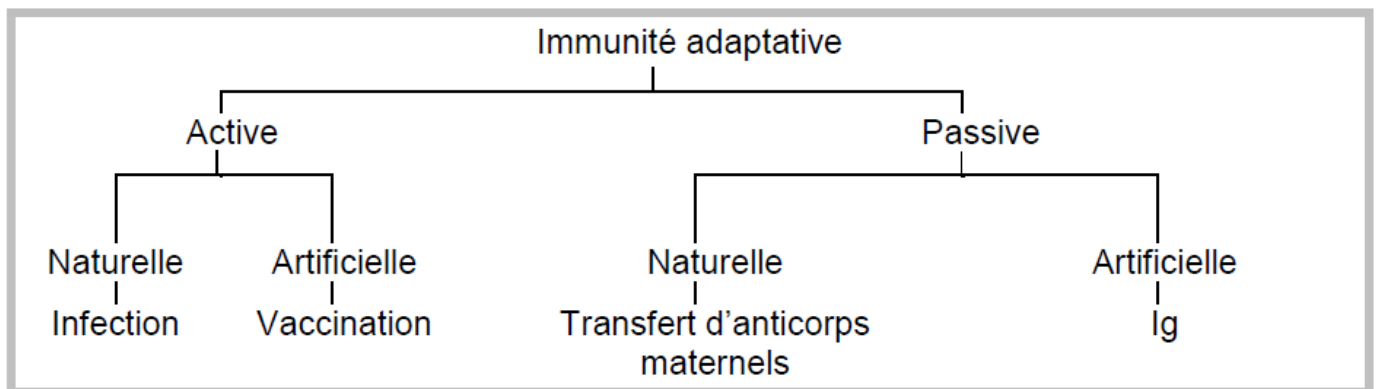 Immunité adaptative
Active
Passive
Naturelle
Artificielle
Naturelle
Artificielle
Infection
Vaccination
Transfert d’anticorps
maternels
Ig